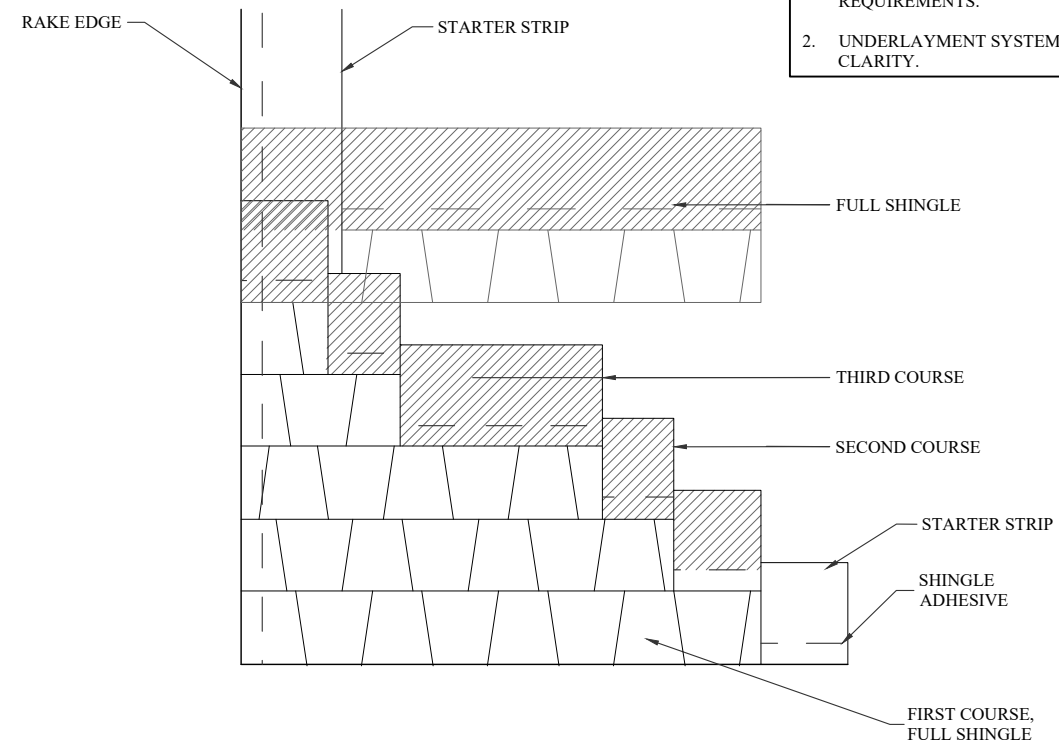 REQUIREMENTS.
2. UNDERLAYMENT SYSTEM
CLARITY.
RAKE EDGE
STARTER STRIP
FULL SHINGLE
THIRD COURSE
SECOND COURSE
STARTER STRIP
SHINGLE
ADHESIVE
FIRST COURSE,
FULL SHINGLE